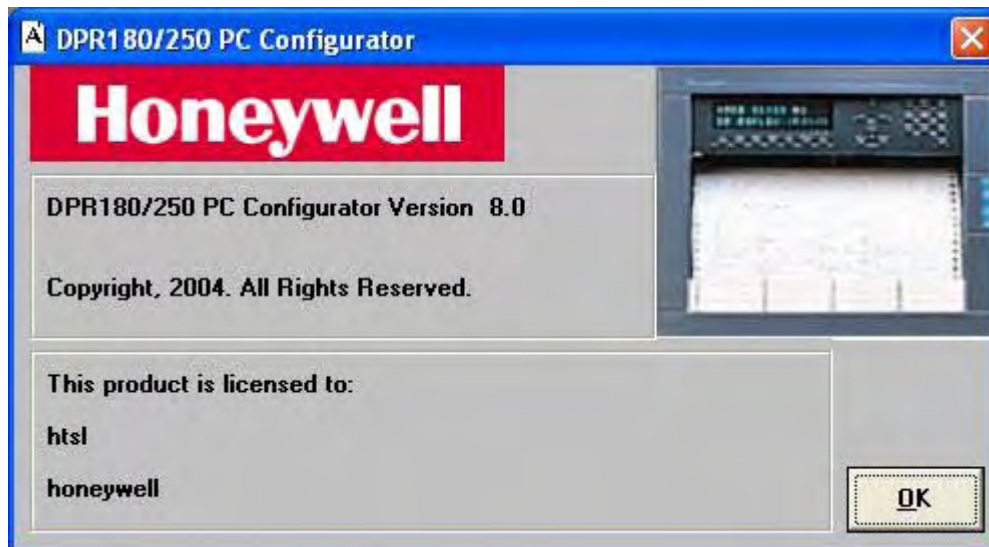 DPR180/250 PC Configurator
Honeywell
DPR180/250 PC Configurator Version 8.0
Copyright, 2004. All Rights Reserved.
This product is licensed to:
htsl
honeywell
OK